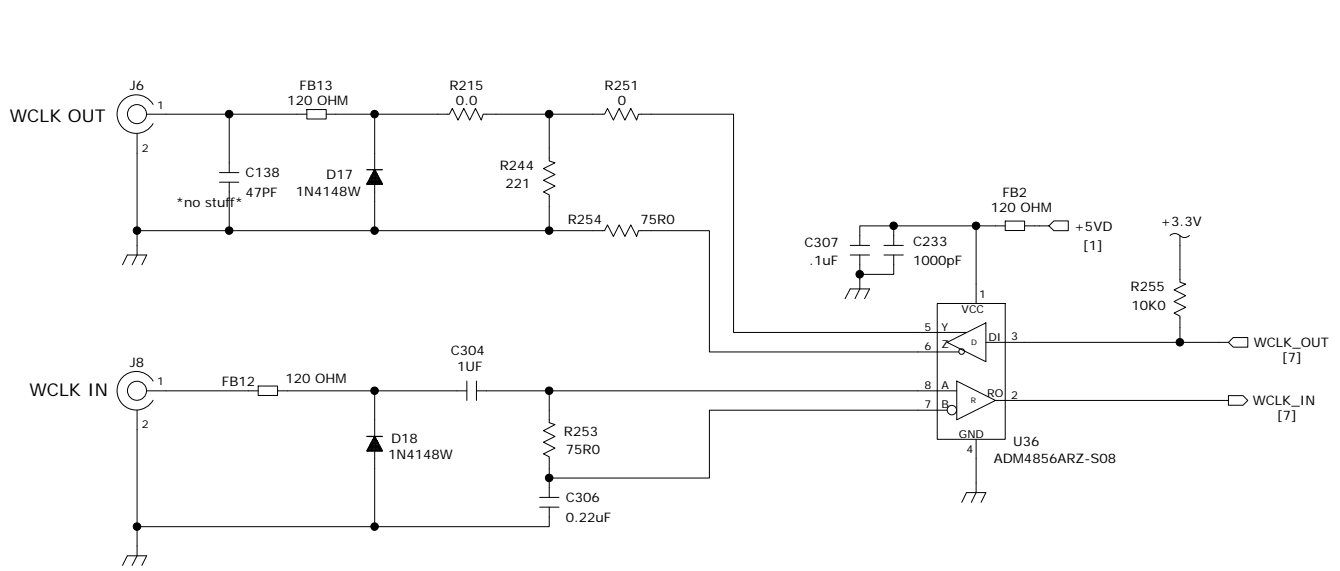 J6
1
WCLK OUT
2
FB13
120 OHM
R215
0.0
R251
0
C138
47PF
*no stuff*
D17
1N4148W
R244
221
R254
75R0
FB2
120 OHM
+5VD
[1]
C307
.1uF
C233
1000pF
+3.3V
R255
10K0
1
VCC
5
Y
6
Z
D
DI
3
WCLK_OUT
[7]
J8
1
WCLK IN
2
FB12
120 OHM
C304
1UF
8
A
7
B
R
RO
2
WCLK_IN
[7]
D18
1N4148W
R253
75R0
C306
0.22uF
GND
4
U36
ADM4856ARZ-S08